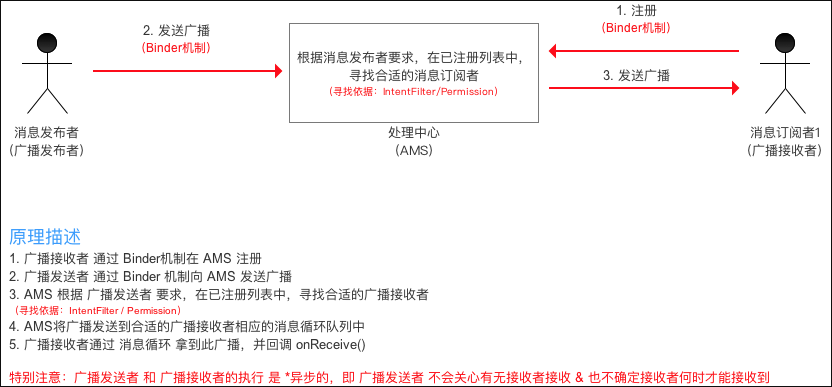 1. 注册
(Binder机制)
2. 发送广播
(Binder机制)
根据消息发布者要求，在已注册列表中，
寻找合适的消息订阅者
(寻找依据：IntentFilter/Permission)
3. 发送广播
消息发布者
(广播发布者)
处理中心
(AMS)
消息订阅者1
(广播接收者)
原理描述
1. 广播接收者 通过 Binder机制在 AMS 注册
2. 广播发送者 通过 Binder 机制向 AMS 发送广播
3. AMS 根据 广播发送者 要求，在已注册列表中，寻找合适的广播接收者
(寻找依据：IntentFilter / Permission)
4. AMS将广播发送到合适的广播接收者相应的消息循环队列中
5. 广播接收者通过 消息循环 拿到此广播，并回调 onReceive()
特别注意：广播发送者 和 广播接收者的执行 是 *异步的，即 广播发送者 不会关心有无接收者接收 & 也不确定接收者何时才能接收到